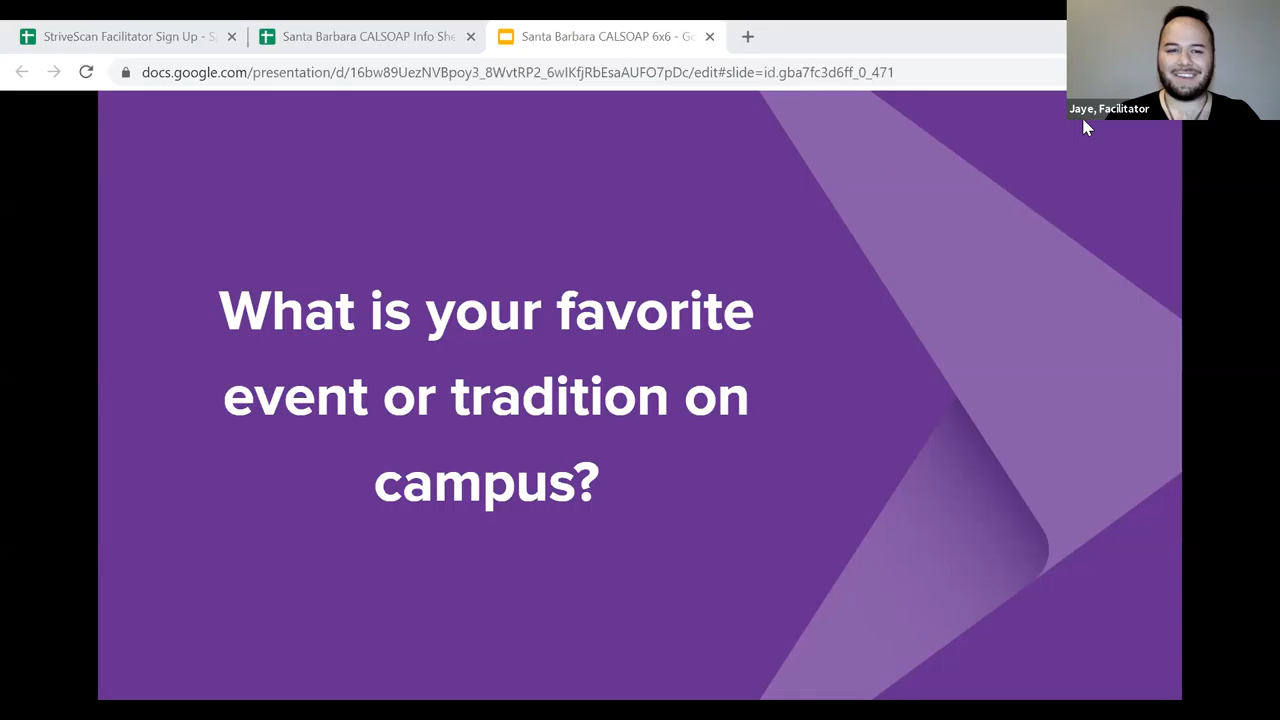 StriveScan Facilitator Sign Up - S
Santa Barbara CALSOAP Info She
Santa Barbara CALSOAP 6x6 - Go
docs.google.com/presentation/d/16bw89UezNVBpoy3_8WvtRP2_6wIKfjRbEsaAUFO7pDc/edit#slide=id.gba7fc3d6ff_0_471
Jaye, Facilitator
What is your favorite
event or tradition on
campus?